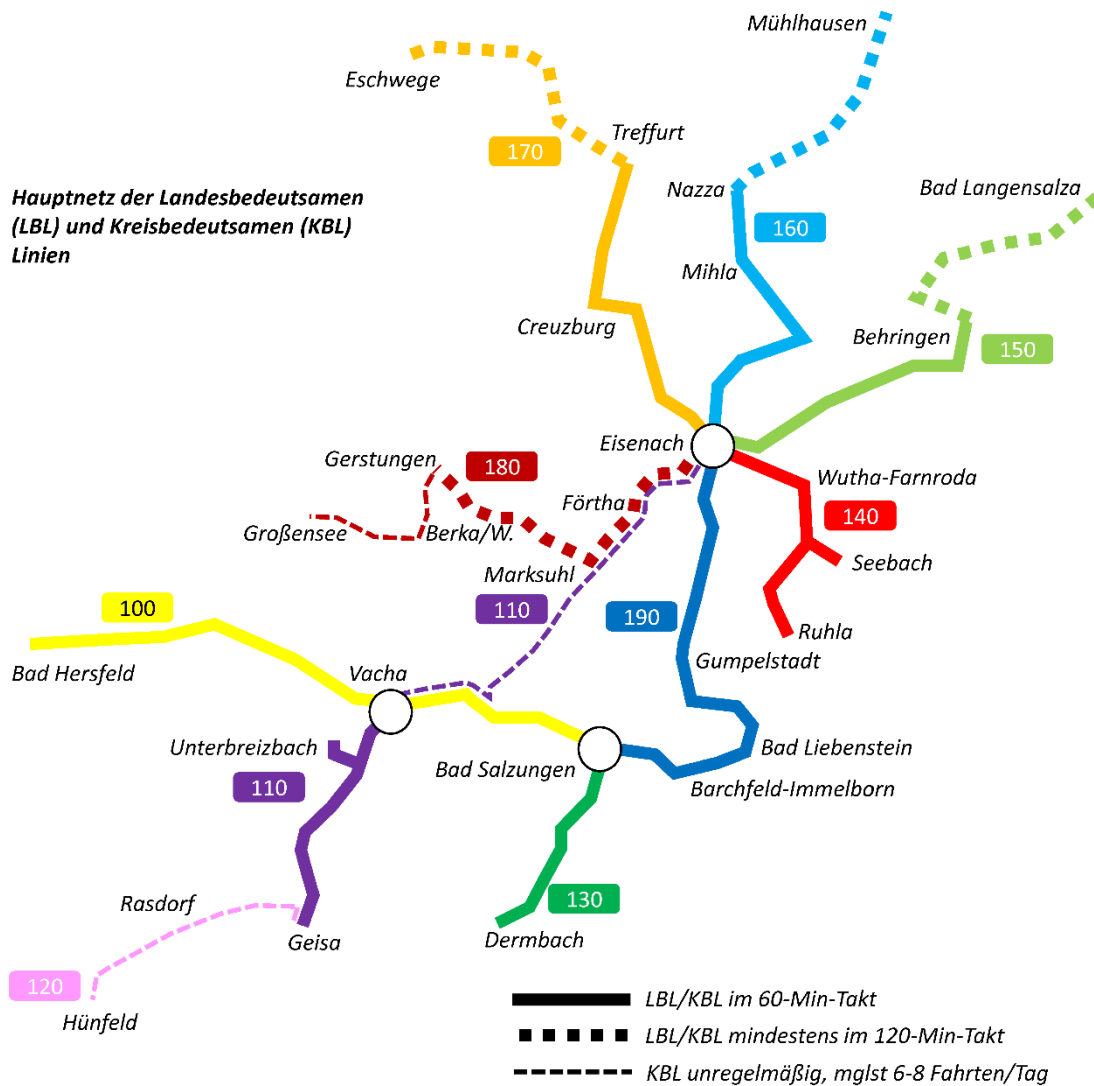 Mühlhausen
Eschwege
Treffurt
170
Nazza
Bad Langensalza
Hauptnetz der Landesbedeutsamen
(LBL) und Kreisbedeutsamen (KBL)
Linien
160
Mihla
Creuzburg
Behringen
150
Eisenach
Gerstungen
180
Wutha-Farnroda
Förtha
140
Großensee
Berka/W.
Marksuhl
Seebach
100
110
190
Ruhla
Bad Hersfeld
Vacha
Gumpelstadt
Unterbreizbach
Bad Salzungen
Bad Liebenstein
110
Barchfeld-Immelborn
Rasdorf
130
Geisa
Dermbach
120
Hünfeld
LBL/KBL im 60-Min-Takt
LBL/KBL mindestens im 120-Min-Takt
KBL unregelmäßig, mglst 6-8 Fahrten/Tag